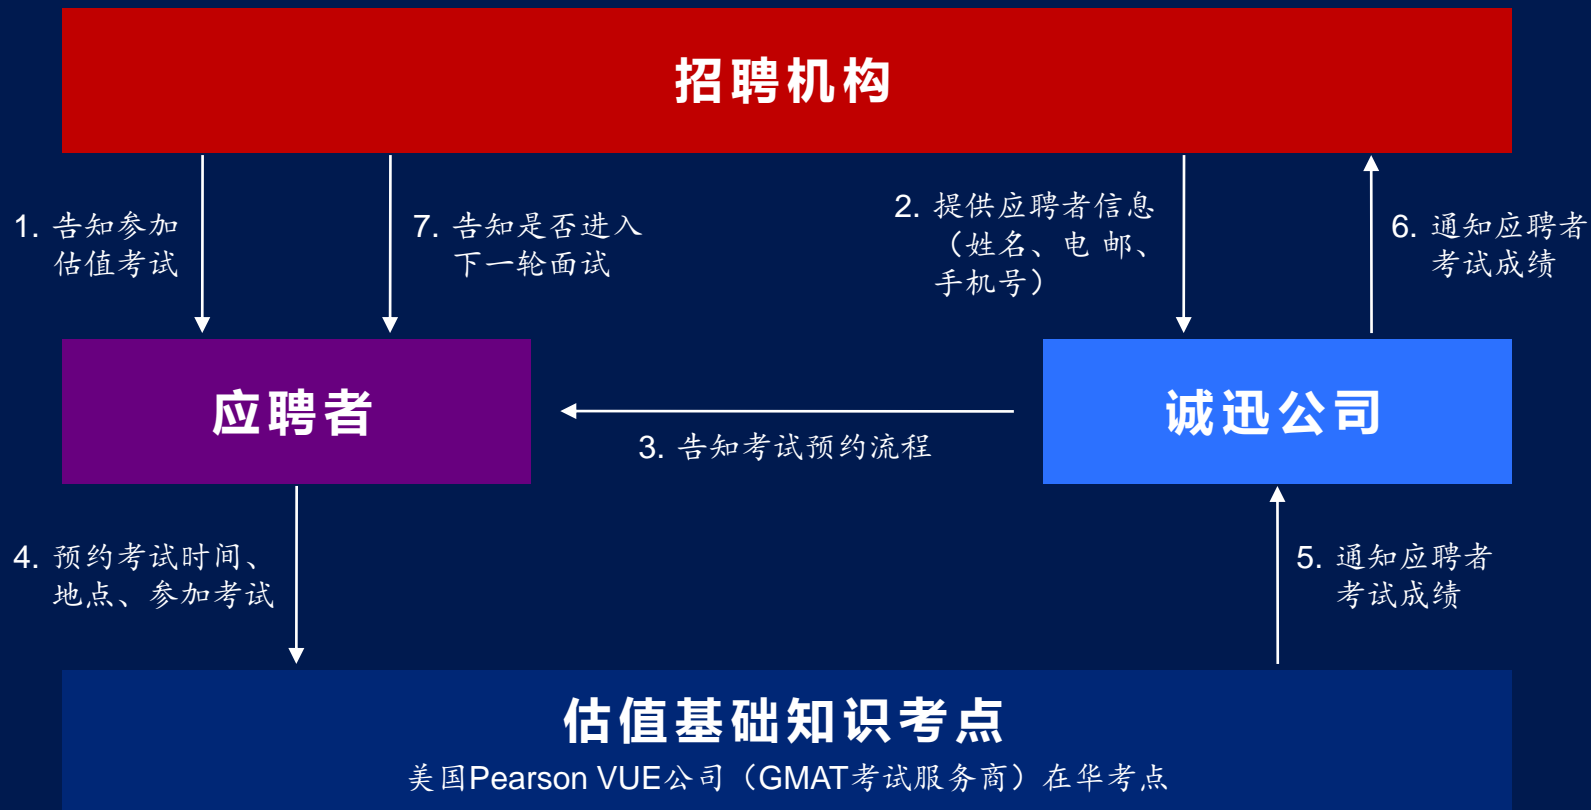 招聘机构
1. 告知参加
估值考试
7. 告知是否进入
下一轮面试
2. 提供应聘者信息
（姓名、电 邮、
手机号）
6. 通知应聘者
考试成绩
应聘者
诚迅公司
3. 告知考试预约流程
4. 预约考试时间、
地点、参加考试
5. 通知应聘者
考试成绩
估值基础知识考点
美国Pearson VUE公司（GMAT考试服务商）在华考点